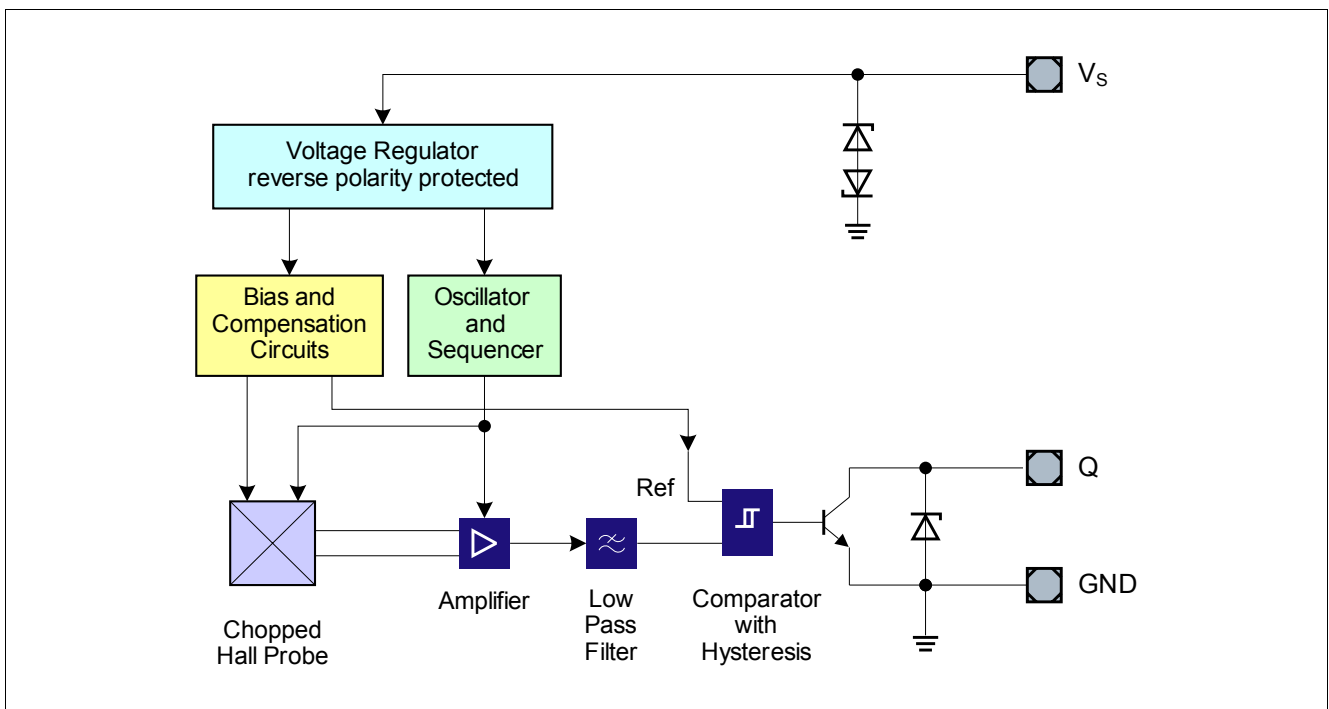 V_S
Voltage Regulator
reverse polarity protected
Bias and
Compensation
Circuits
Oscillator
and
Sequencer
Ref
Q
GND
Amplifier
Low
Pass
Filter
Comparator
with
Hysteresis
Chopped
Hall Probe